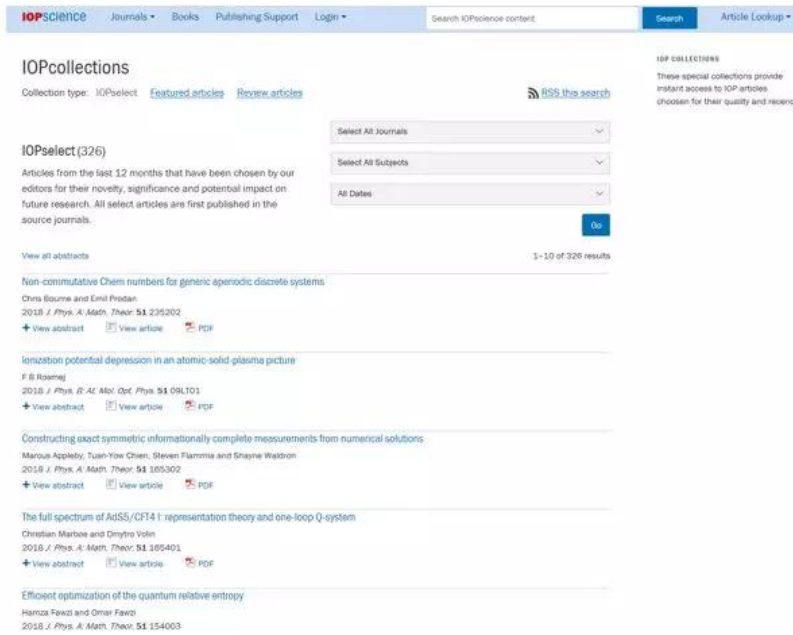 IOPscience Journals Books Publishing Support Login Search IOPscience content Search Article Lookup
IOPcollections
Collection type: IOPselect Featured articles Review articles
RSS this search
IOP COLLECTIONS
These special collections provide
instant access to IOP articles
choosen for their quality and
IOPselect (326)
Articles from the last 12 months that have been chosen by our
editors for their novelty, significance and potential impact on
future research. All select articles are first published in the
source journals.
Select All Journals
Select All Subjects
All Dates
Go
View all abstracts
1–10 of 326 results
Non-commutative Chern numbers for generic aperiodic discrete systems
Chris Bourne and Emil Prodan
2018 J. Phys. A: Math. Theor. 51 235202
+ View abstract View article PDF
Ionization potential depression in an atomic-solid-plasma picture
F B Rosmej
2018 J. Phys. B: At. Mol. Opt. Phys. 51 09LT01
+ View abstract View article PDF
Constructing exact symmetric informationally complete measurements from numerical solutions
Marcus Appleby, Tuan-Yow Chien, Steven Flammia and Shayne Waldron
2018 J. Phys. A: Math. Theor. 51 165302
+ View abstract View article PDF
The full spectrum of AdS5/CFT4 I: representation theory and one-loop Q-system
Christian Marboe and Dmytro Volin
2018 J. Phys. A: Math. Theor. 51 165401
+ View abstract View article PDF
Efficient optimization of the quantum relative entropy
Hamza Fawzi and Omar Fawzi
2018 J. Phys. A: Math. Theor. 51 154003